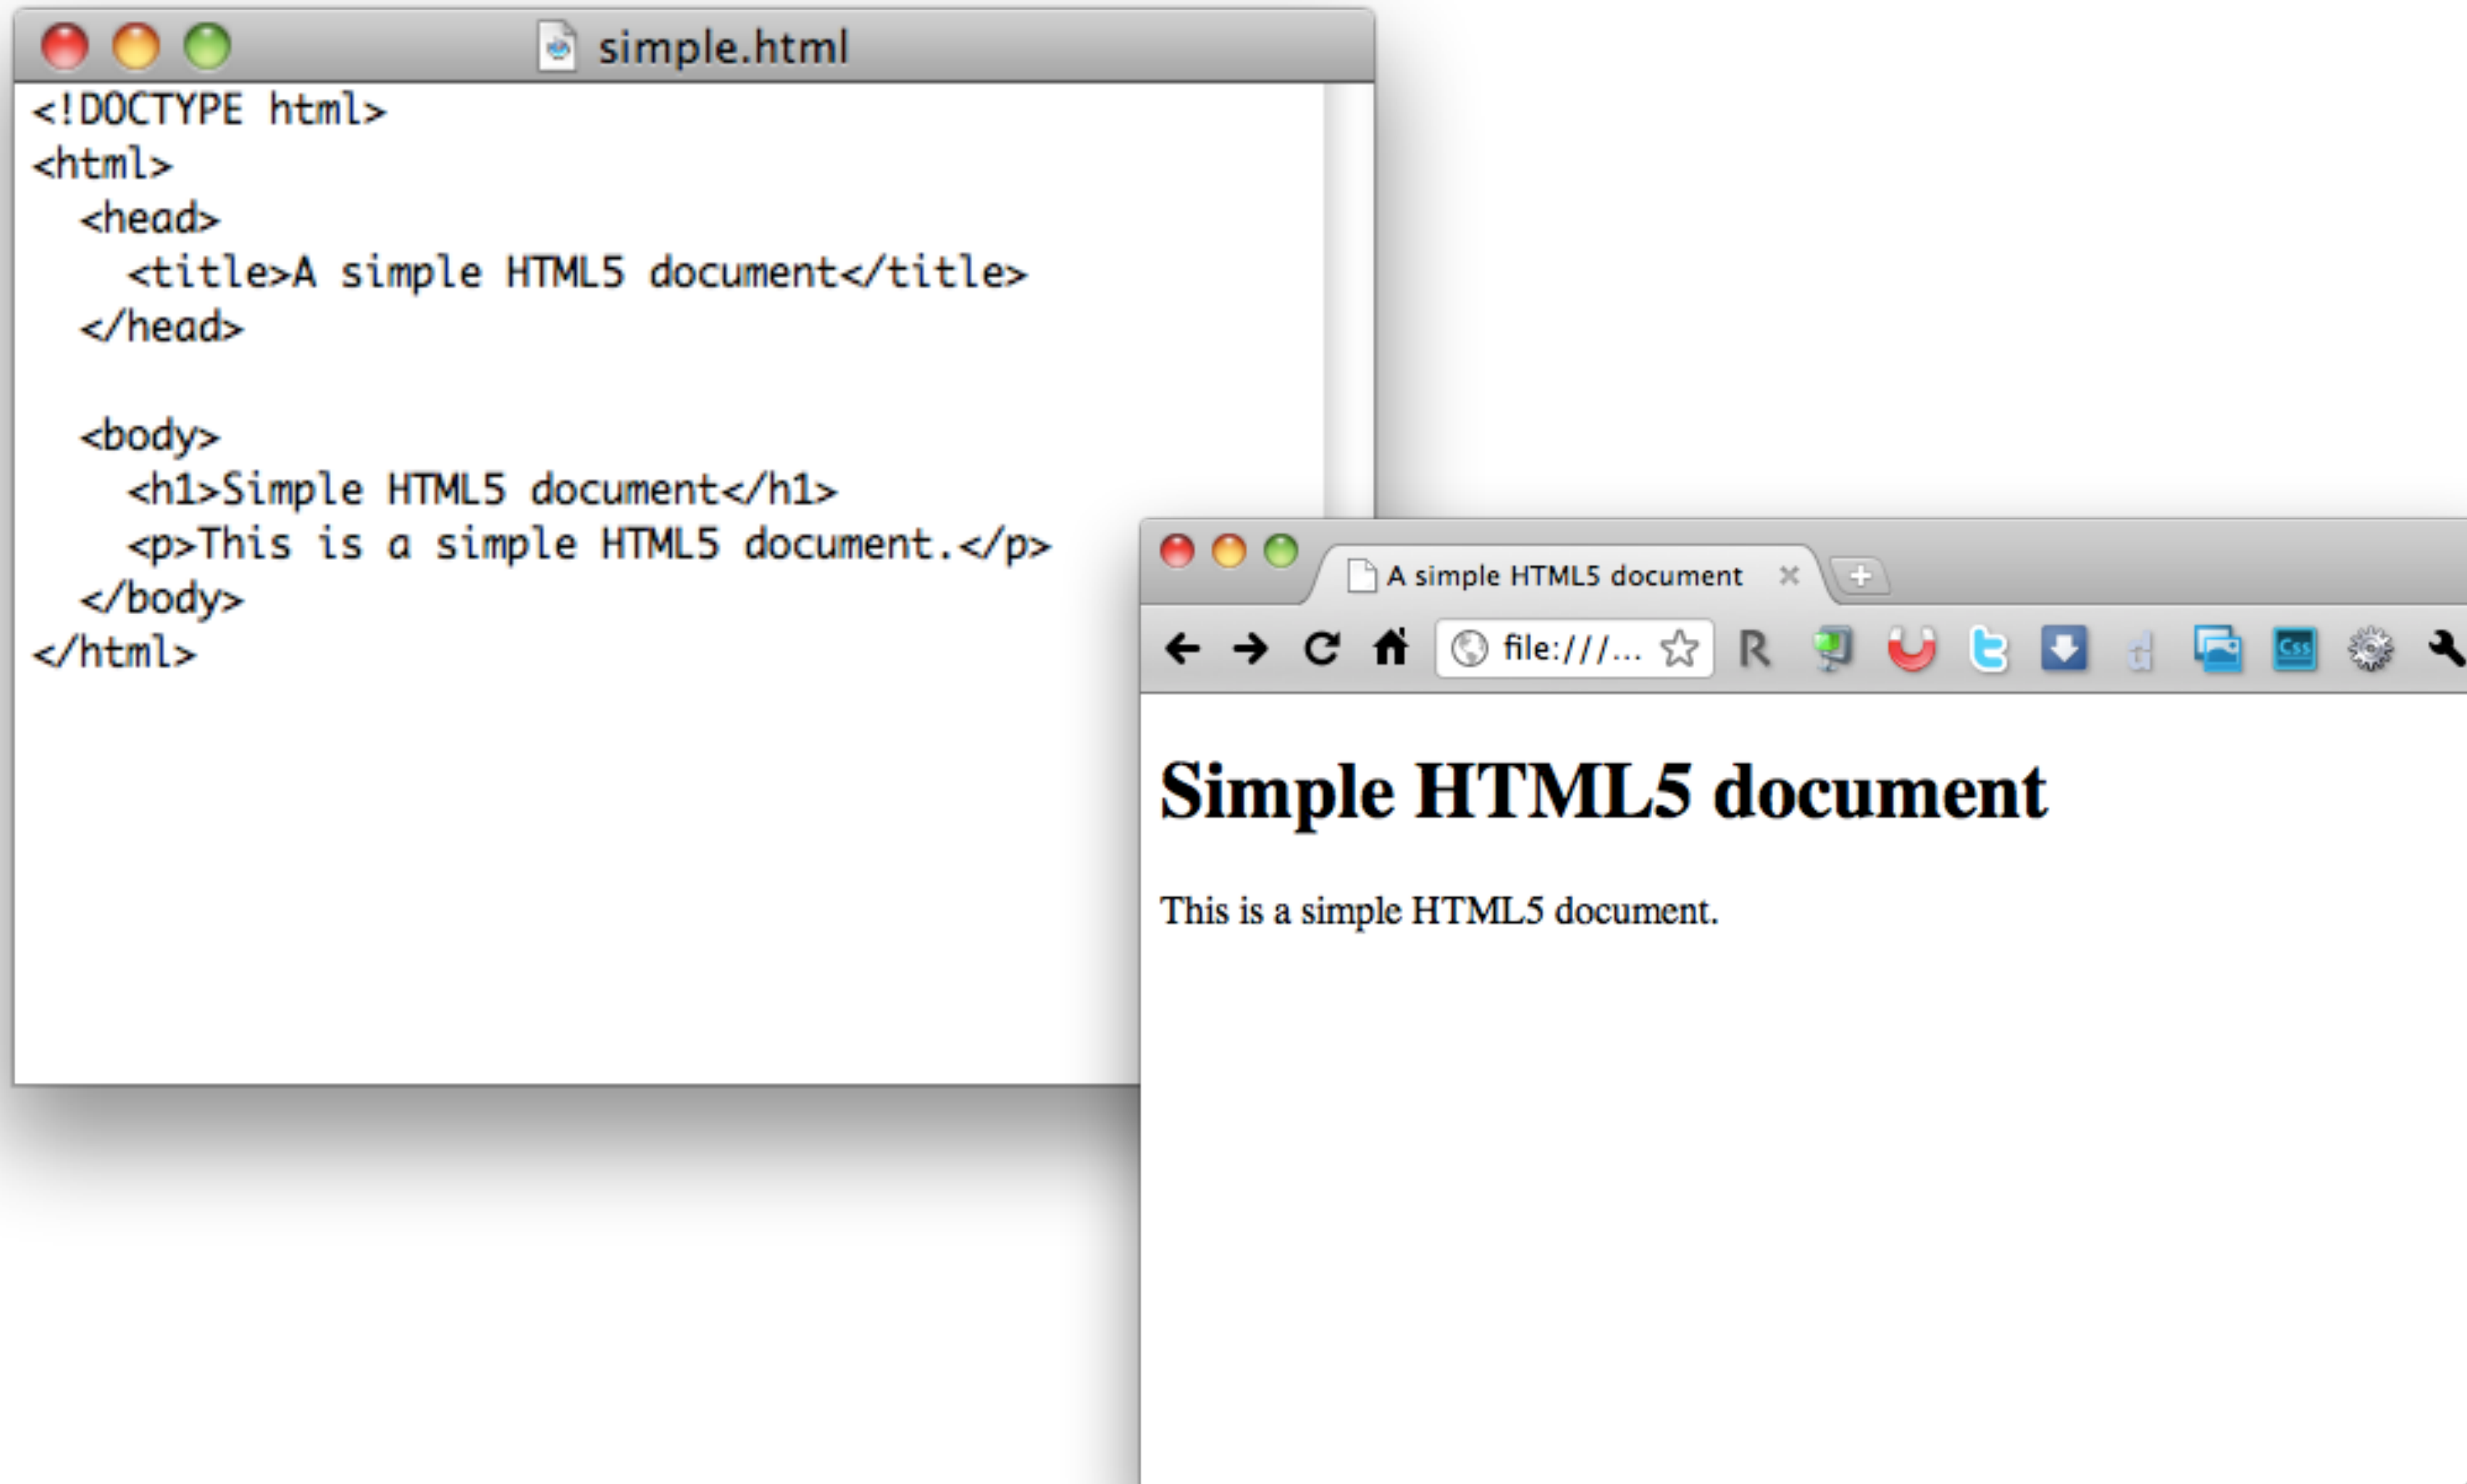 simple.html
<!DOCTYPE html>
<html>
<head>
<title>A simple HTML5 document</title>
</head>
<body>
<h1>Simple HTML5 document</h1>
<p>This is a simple HTML5 document.</p>
</body>
</html>
A simple HTML5 document
file:///... R Css
Simple HTML5 document
This is a simple HTML5 document.